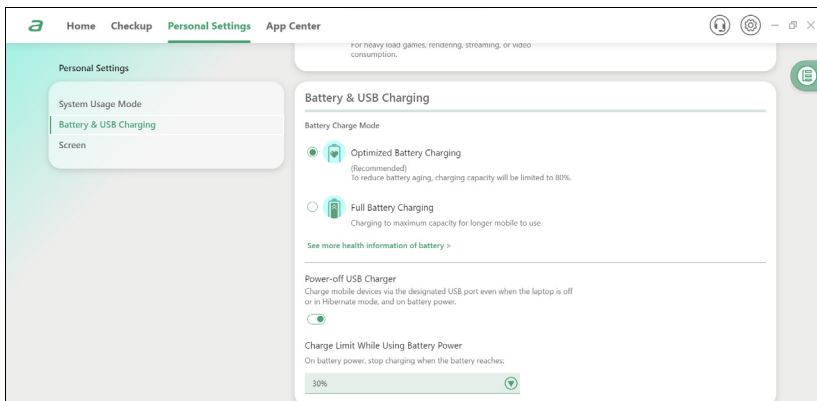 a Home Checkup Personal Settings App Center
For heavy load games, rendering, streaming, or video
consumption.
Personal Settings
System Usage Mode
Battery & USB Charging
Screen
Battery & USB Charging
Battery Charge Mode
Optimized Battery Charging
(Recommended)
To reduce battery aging, charging capacity will be limited to 80%.
Full Battery Charging
Charging to maximum capacity for longer mobile to use.
See more health information of battery >
Power-off USB Charger
Charge mobile devices via the designated USB port even when the laptop is off
or in Hibernate mode, and on battery power.
Charge Limit While Using Battery Power
On battery power, stop charging when the battery reaches:
30%